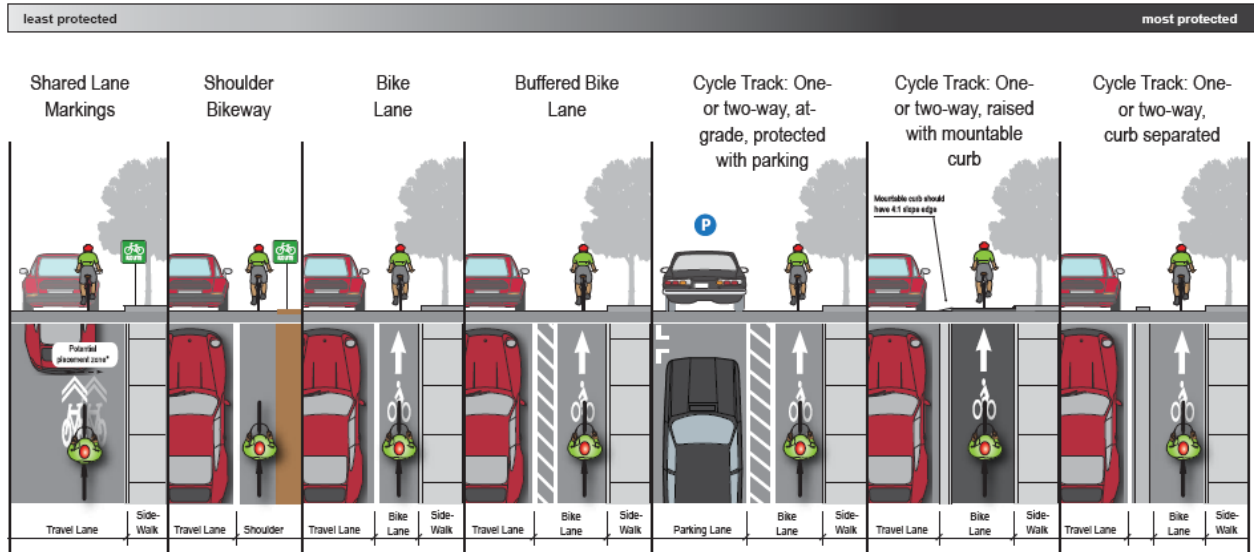 least protected
most protected
Shared Lane
Markings
Shoulder
Bikeway
Bike
Lane
Buffered Bike
Lane
Cycle Track: One-
or two-way, at-
grade, protected
with parking
Cycle Track: One-
or two-way, raised
with mountable
curb
Cycle Track: One-
or two-way,
curb separated
Mountable curb should
have 4:1 slope edge
P
ROUTE
ROUTE
Potential
placement zone*
Travel Lane
Side-
Walk
Travel Lane
Shoulder
Travel Lane
Bike
Lane
Side-
Walk
Travel Lane
Bike
Lane
Side-
Walk
Parking Lane
Bike
Lane
Side-
Walk
Travel Lane
Bike
Lane
Side-
Walk
Travel Lane
Bike
Lane
Side-
Walk